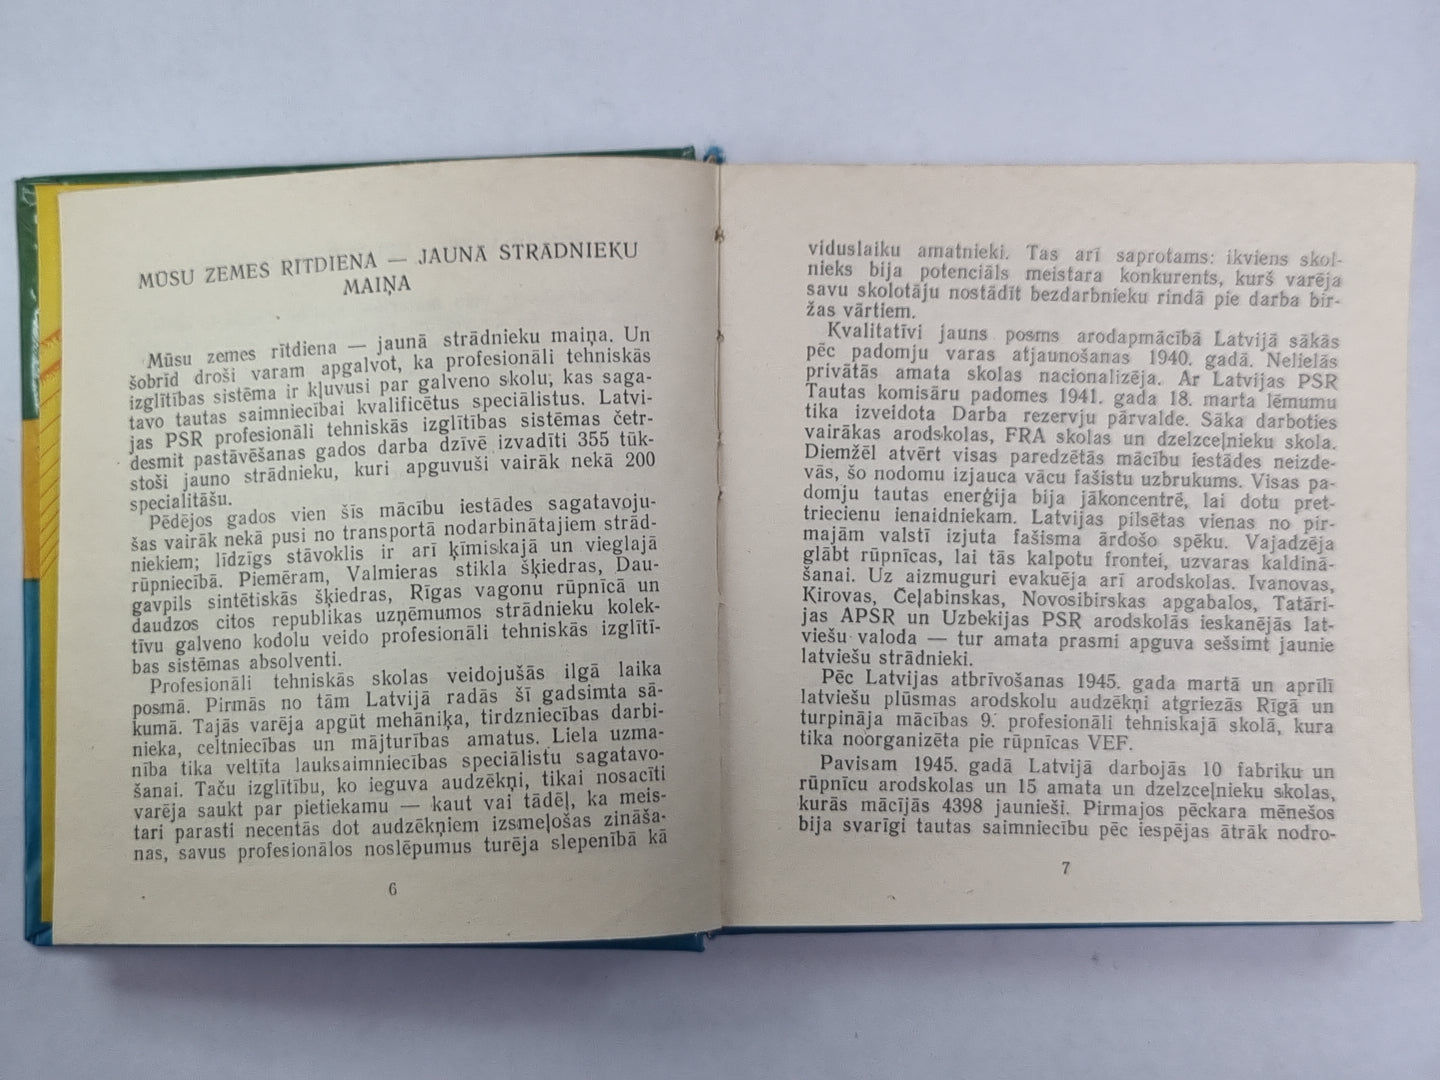 MŪSU ZEMES RĪTDIENA — JAUNĀ STRĀDNIEKU
MAIŅA
Mūsu zemes rītdiena — jaunā strādnieku maiņa. Un
šobrīd droši varam apgalvot, ka profesionāli tehniskās
izglītības sistēma ir kļuvusi par galveno skolu, kas saga-
tavo tautas saimniecībai kvalificētus speciālistus. Latvi-
jas PSR profesionāli tehniskās izglītības sistēmas četr-
desmit pastāvēšanas gados darba dzīvē izvadīti 355 tūk-
stoši jauno strādnieku, kuri apguvuši vairāk nekā 200
specialitāšu.
Pēdējos gados vien šīs mācību iestādes sagatavoju-
šas vairāk nekā pusi no transportā nodarbinātajiem strād-
niekiem; līdzīgs stāvoklis ir arī ķīmiskajā un vieglajā
rūpniecībā. Piemēram, Valmieras stikla šķiedras, Dau-
gavpils sintētiskās šķiedras, Rīgas vagonu rūpnīcā un
daudzos citos republikas uzņēmumos strādnieku kolek-
tīvu galveno kodolu veido profesionāli tehniskās izglītī-
bas sistēmas absolventi.
Profesionāli tehniskās skolas veidojušās ilgā laika
posmā. Pirmās no tām Latvijā radās šī gadsimta sā-
kumā. Tajās varēja apgūt mehāniķa, tirdzniecības darbi-
nieka, celtniecības un mājturības amatus. Liela uzma-
nība tika veltīta lauksaimniecības speciālistu sagatavo-
šanai. Taču izglītību, ko ieguva audzēkņi, tikai nosacīti
varēja saukt par pietiekamu — kaut vai tādēļ, ka meis-
tari parasti necentās dot audzēkņiem izsmeļošas zināša-
nas, savus profesionālos noslēpumus turēja slepenībā kā
6
viduslaiku amatnieki. Tas arī saprotams: ikviens skol-
nieks bija potenciāls meistara konkurents, kurš varēja
savu skolotāju nostādīt bezdarbnieku rindā pie darba bir-
žas vārtiem.
Kvalitatīvi jauns posms arodapmācībā Latvijā sākās
pēc padomju varas atjaunošanas 1940. gadā. Nelielās
privātās amata skolas nacionalizēja. Ar Latvijas PSR
Tautas komisāru padomes 1941. gada 18. marta lēmumu
tika izveidota Darba rezervju pārvalde. Sāka darboties
vairākas arodskolas, FRA skolas un dzelzceļnieku skola.
Diemžēl atvērt visas paredzētās mācību iestādes neizde-
vās, šo nodomu izjauca vācu fašistu uzbrukums. Visas pa-
domju tautas enerģija bija jākoncentrē, lai dotu pret-
triecienu ienaidniekam. Latvijas pilsētas vienas no pir-
majām valstī izjuta fašisma ārdošo spēku. Vajadzēja
glābt rūpnīcas, lai tās kalpotu frontei, uzvaras kaldinā-
šanai. Uz aizmuguri evakuēja arī arodskolas. Ivanovas,
Kirovas, Čeļabinskas, Novosibirskas apgabalos, Tatāri-
jas APSR un Uzbekijas PSR arodskolās ieskanējās lat-
viešu valoda — tur amata prasmi apguva sešsimt jaunie
latviešu strādnieki.
Pēc Latvijas atbrīvošanas 1945. gada martā un aprīlī
latviešu plūsmas arodskolu audzēkņi atgriezās Rīgā un
turpināja mācības 9. profesionāli tehniskajā skolā, kura
tika noorganizēta pie rūpnīcas VEF.
Pavisam 1945. gadā Latvijā darbojās 10 fabriku un
rūpnīcu arodskolas un 15 amata un dzelzceļnieku skolas,
kurās mācījās 4398 jaunieši. Pirmajos pēckara mēnešos
bija svarīgi tautas saimniecību pēc iespējas ātrāk nodro-
7